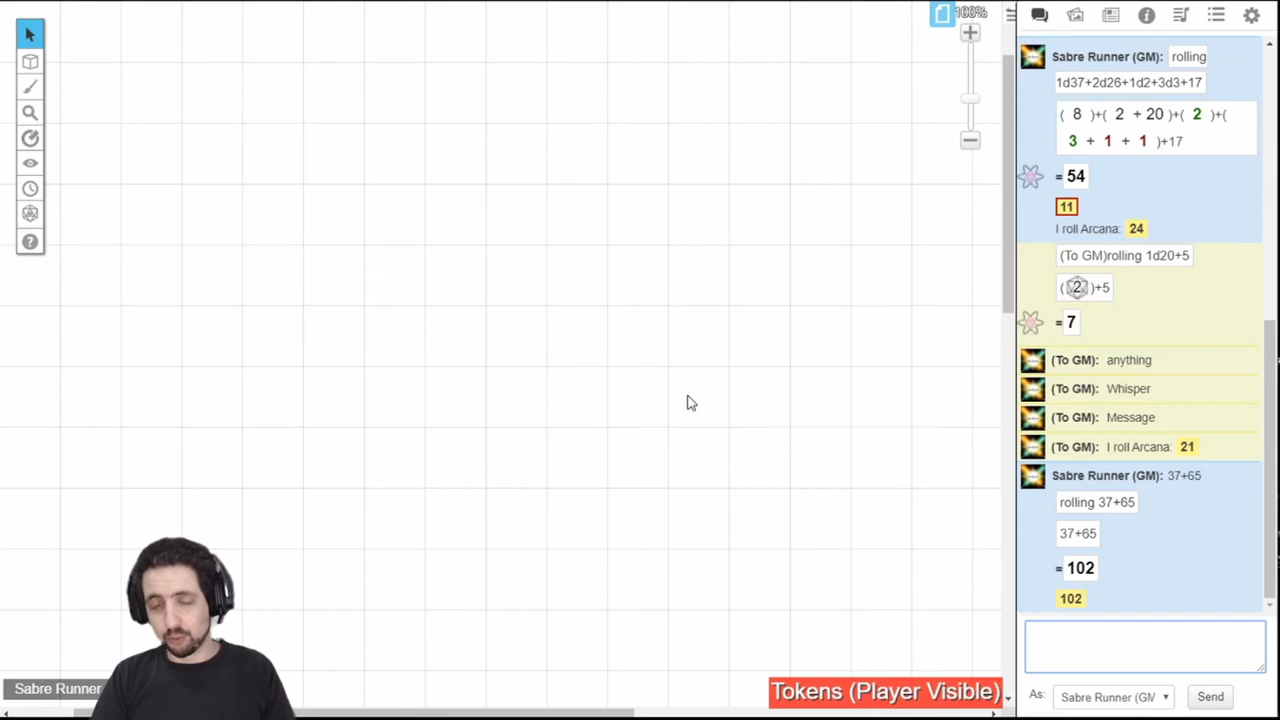 100%
Sabre Runner (GM): rolling
1d37+2d26+1d2+3d3+17
( 8 )+( 2 + 20 )+( 2 )+(
3 + 1 + 1 )+17
= 54
11
I roll Arcana: 24
(To GM)rolling 1d20+5
( 2 )+5
= 7
(To GM): anything
(To GM): Whisper
(To GM): Message
(To GM): I roll Arcana: 21
Sabre Runner (GM): 37+65
rolling 37+65
37+65
= 102
102
Sabre Runner
Tokens (Player Visible)
As: Sabre Runner (GM
Send